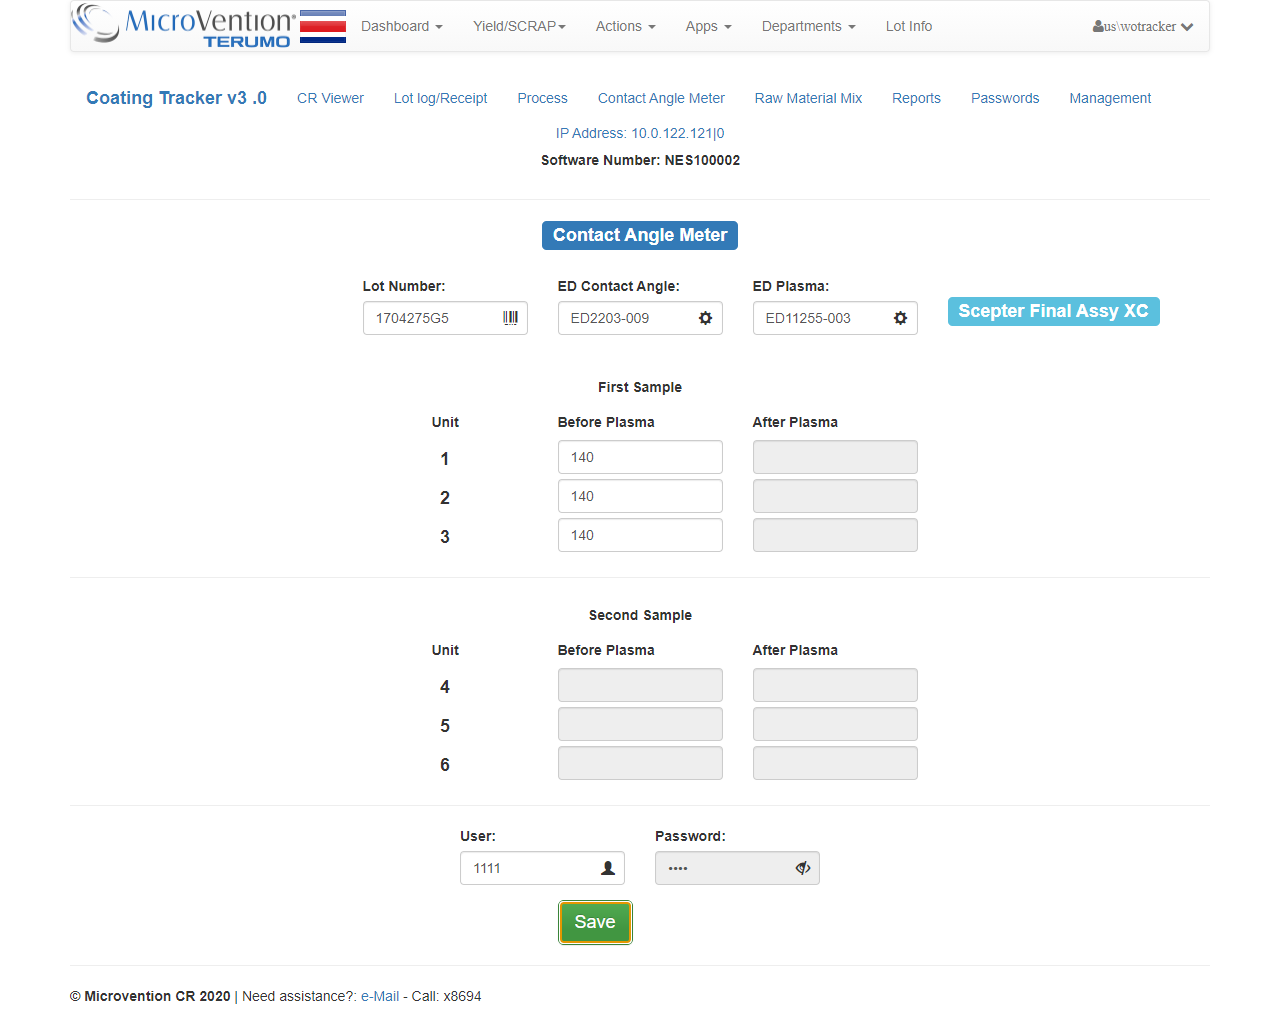 MicroVention TERUMO Dashboard Yield/SCRAP Actions Apps Departments Lot Info us\wotracker
Coating Tracker v3 .0 CR Viewer Lot log/Receipt Process Contact Angle Meter Raw Material Mix Reports Passwords Management
IP Address: 10.0.122.121|0
Software Number: NES100002
Contact Angle Meter
Lot Number: ED Contact Angle: ED Plasma:
1704275G5 ED2203-009 ED11255-003 Scepter Final Assy XC
First Sample
Unit Before Plasma After Plasma
1 140
2 140
3 140
Second Sample
Unit Before Plasma After Plasma
4
5
6
User: Password:
1111 ••••
Save
© Microvention CR 2020 | Need assistance?: e-Mail - Call: x8694